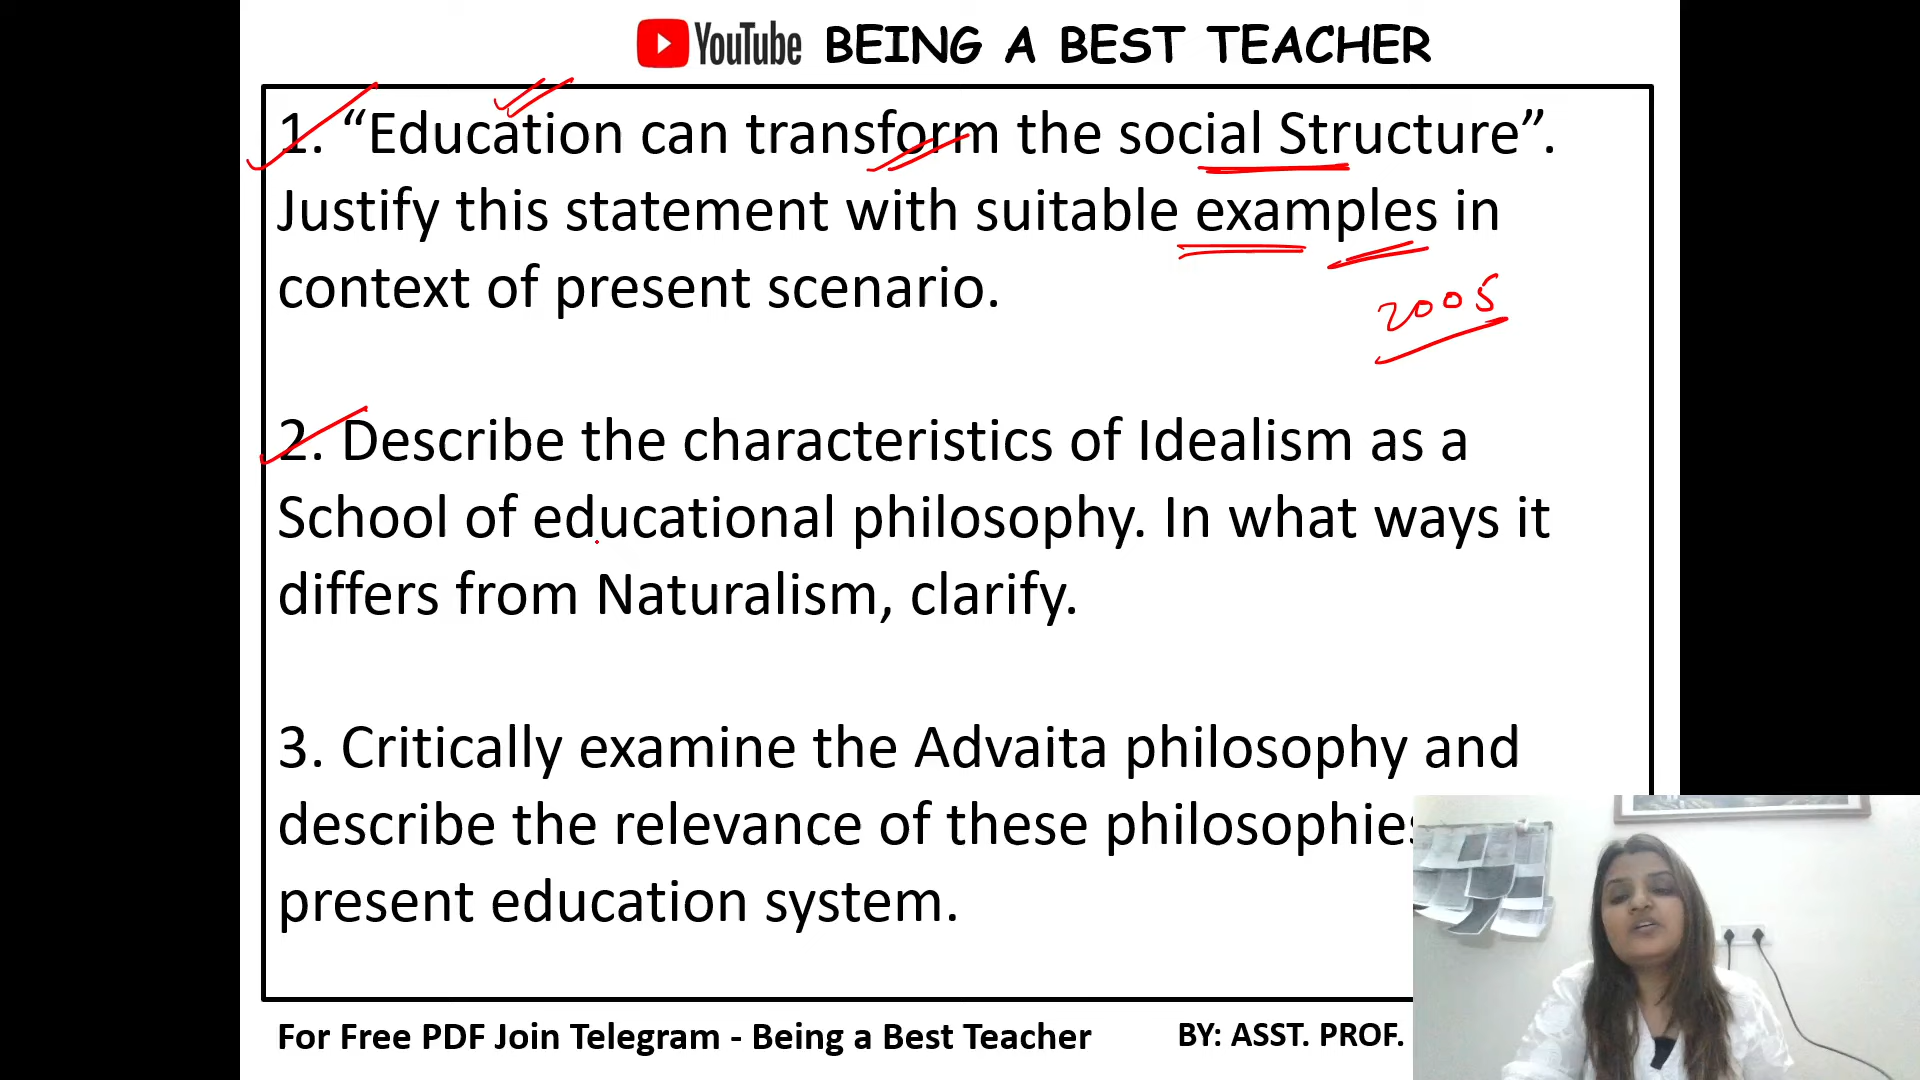 YouTube BEING A BEST TEACHER
1. “Education can transform the social Structure”.
Justify this statement with suitable examples in
context of present scenario.
2005
2. Describe the characteristics of Idealism as a
School of educational philosophy. In what ways it
differs from Naturalism, clarify.
3. Critically examine the Advaita philosophy and
describe the relevance of these philosophies
present education system.
For Free PDF Join Telegram - Being a Best Teacher BY: ASST. PROF.